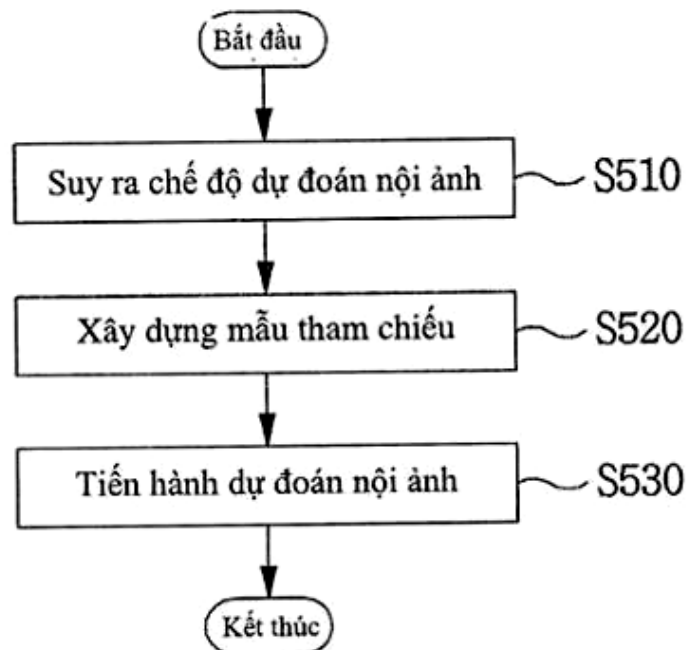 Bắt đầu
Suy ra chế độ dự đoán nội ảnh
S510
Xây dựng mẫu tham chiếu
S520
Tiến hành dự đoán nội ành
S530
Kết thúc